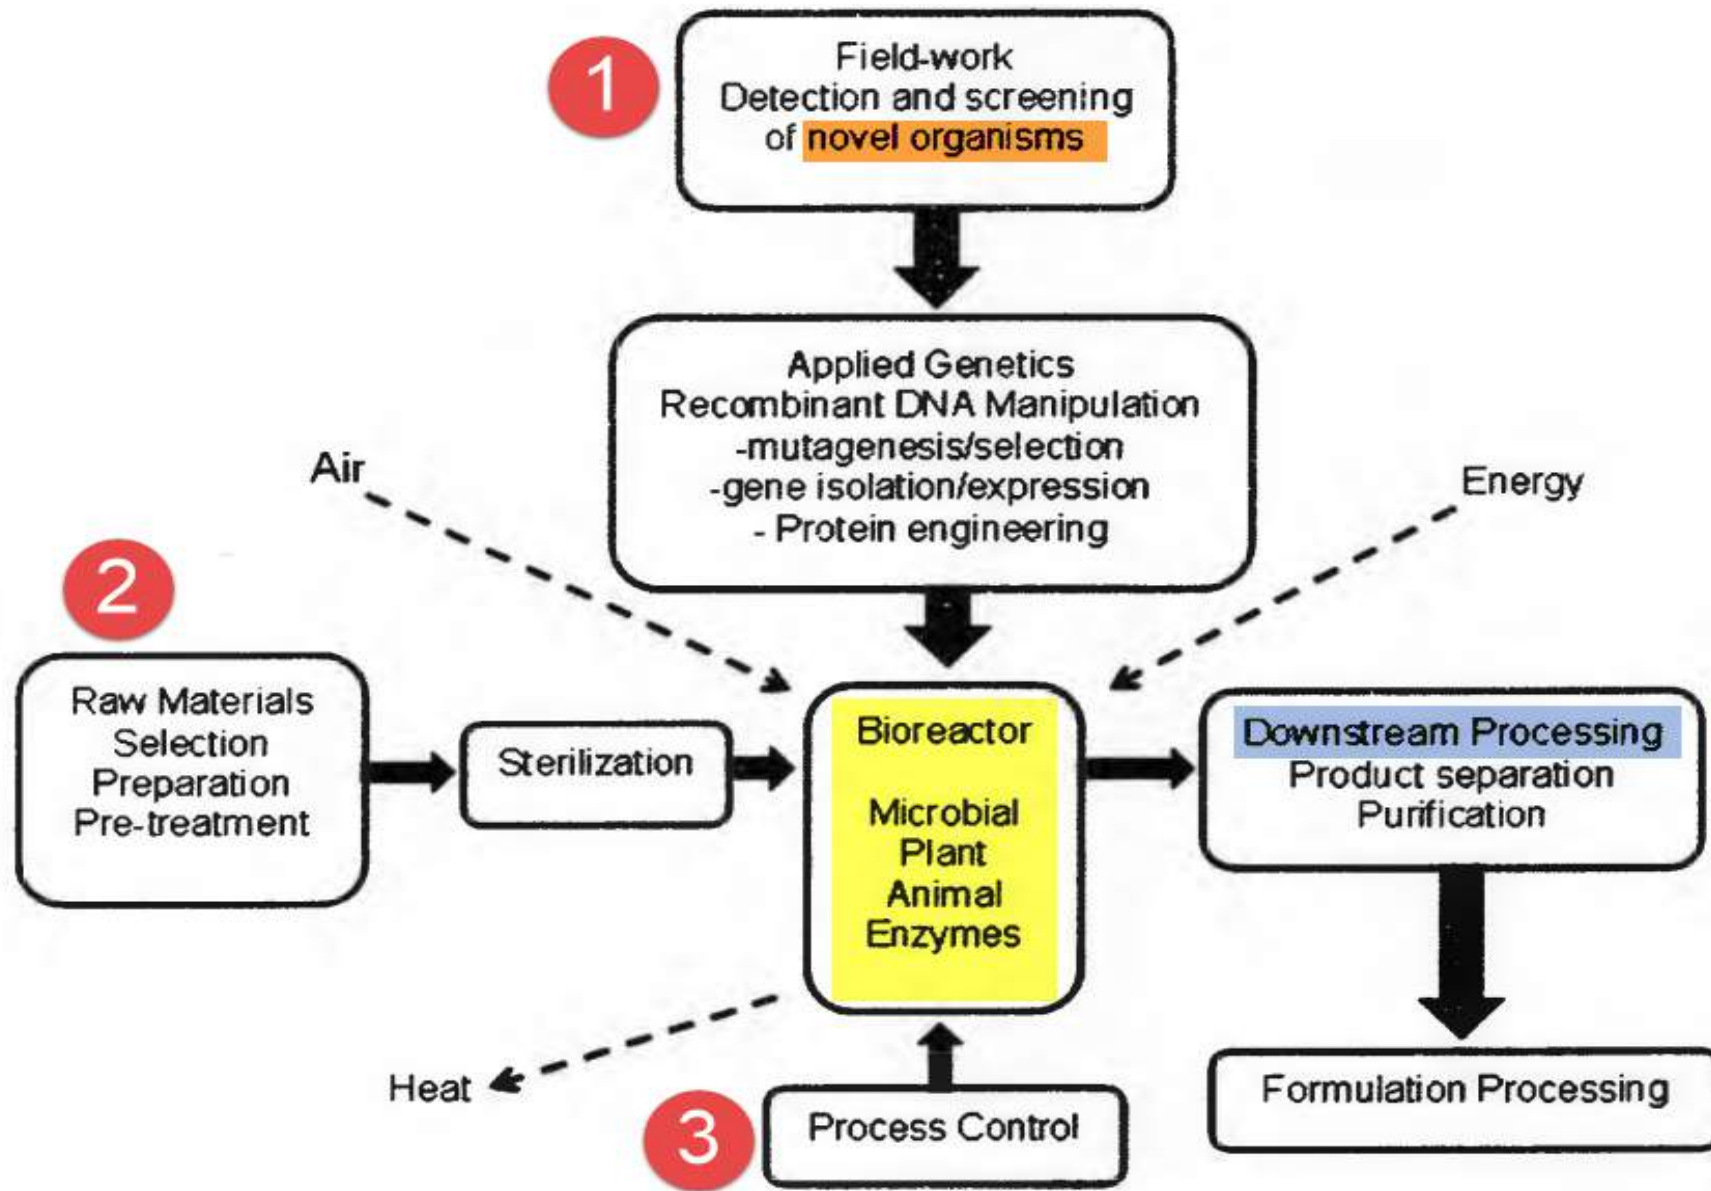 1
Field-work
Detection and screening
of novel organisms
Applied Genetics
Recombinant DNA Manipulation
-mutagenesis/selection
-gene isolation/expression
- Protein engineering
Air
Energy
2
Raw Materials
Selection
Preparation
Pre-treatment
Sterilization
Bioreactor
Microbial
Plant
Animal
Enzymes
Downstream Processing
Product separation
Purification
Heat
3
Process Control
Formulation Processing